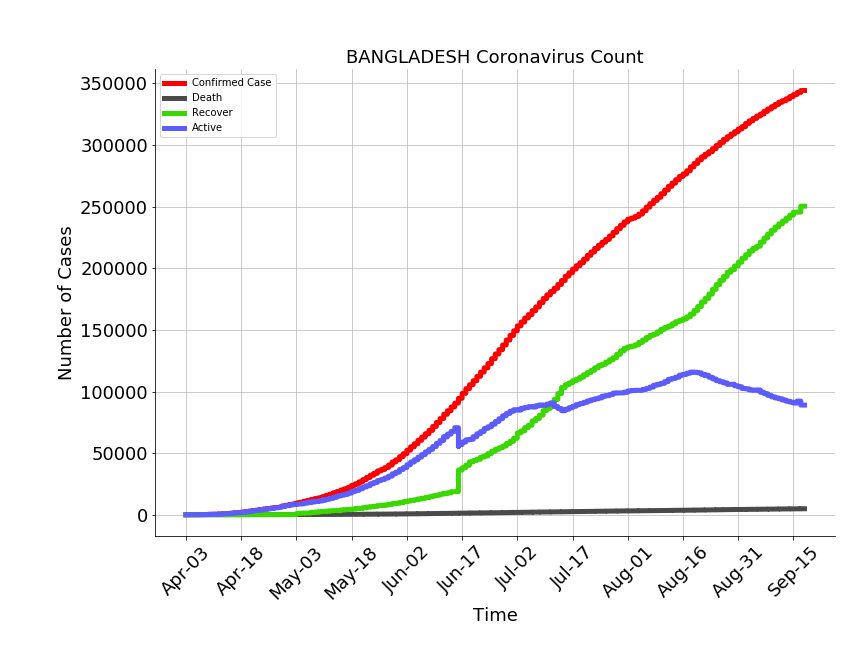 BANGLADESH Coronavirus Count
Confirmed Case
Death
Recover
Active
350000
300000
250000
200000
150000
100000
50000
0
Number of Cases
Apr-03
Apr-18
May-03
May-18
Jun-02
Jun-17
Jul-02
Jul-17
Aug-01
Aug-16
Aug-31
Sep-15
Time